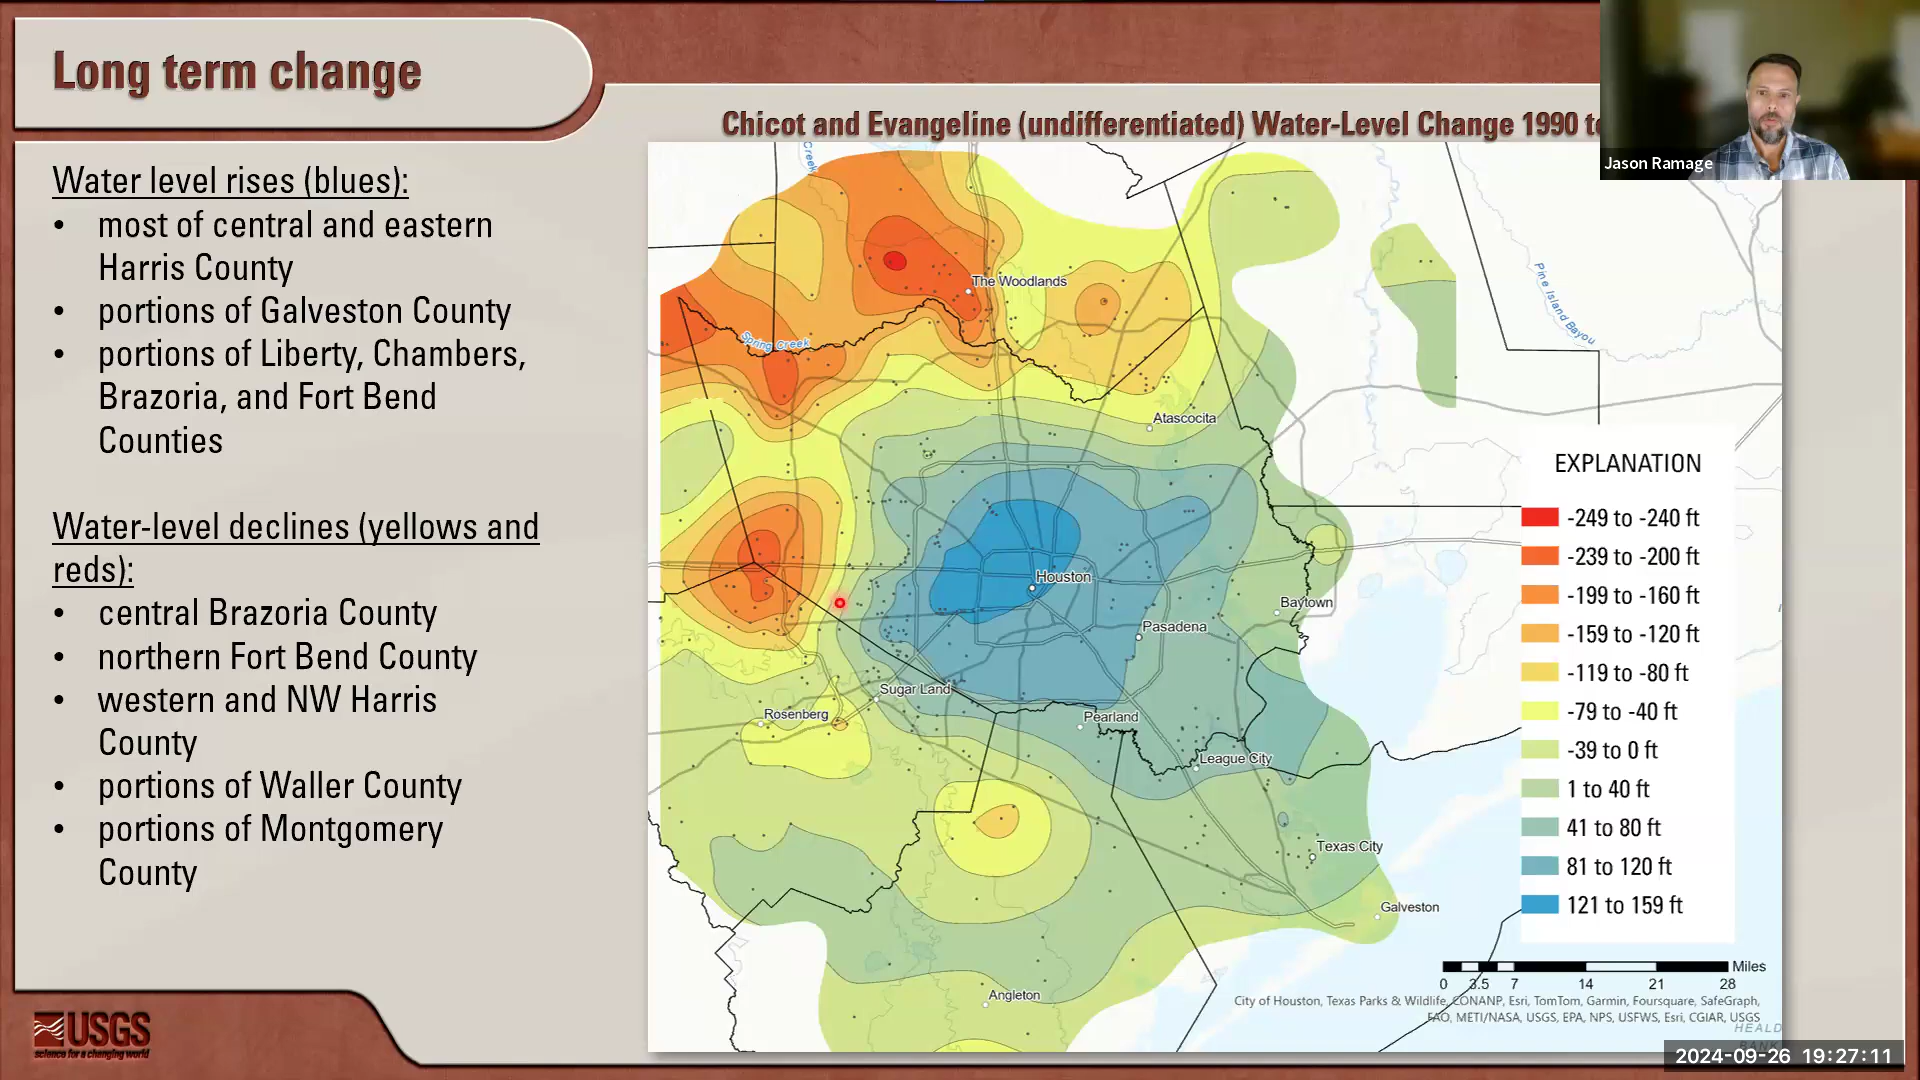 Long term change
Chicot and Evangeline (undifferentiated) Water-Level Change 1990 to
Jason Ramage
Water level rises (blues):
• most of central and eastern
Harris County
• portions of Galveston County
• portions of Liberty, Chambers,
Brazoria, and Fort Bend
Counties
Water-level declines (yellows and
reds):
• central Brazoria County
• northern Fort Bend County
• western and NW Harris
County
• portions of Waller County
• portions of Montgomery
County
USGS
science for a changing world
Creek
The Woodlands
Spring Creek
Pine Island Bayou
Atascocita
Houston
Baytown
Pasadena
Sugar Land
Rosenberg
Pearland
League City
Texas City
Galveston
Angleton
EXPLANATION
-249 to -240 ft
-239 to -200 ft
-199 to -160 ft
-159 to -120 ft
-119 to -80 ft
-79 to -40 ft
-39 to 0 ft
1 to 40 ft
41 to 80 ft
81 to 120 ft
121 to 159 ft
Miles
0 3.5 7 14 21 28
City of Houston, Texas Parks & Wildlife, CONANP, Esri, TomTom, Garmin, Foursquare, SafeGraph,
FAO, METI/NASA, USGS, EPA, NPS, USFWS, Esri, CGIAR, USGS
HEALD
BANK
2024-09-26 19:27:11